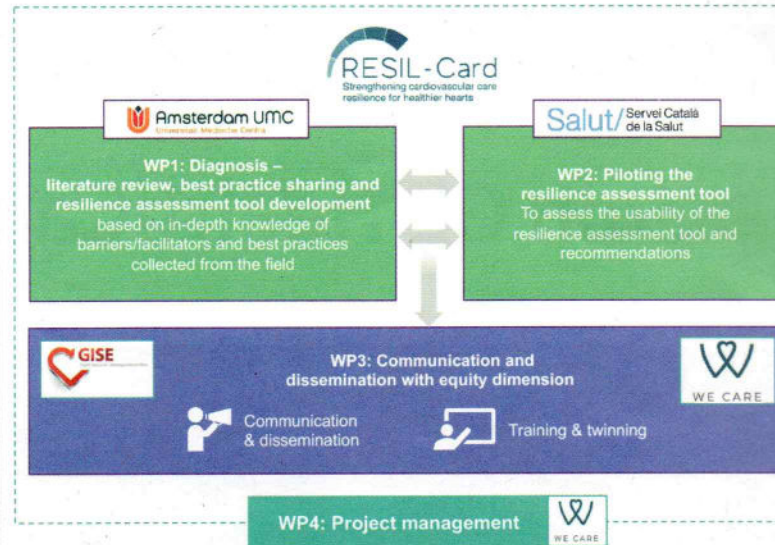 RESIL-Card
Strengthening cardiovascular care
resilience for healthier hearts
Amsterdam UMC
Universitair Medische Centra
Salut/ Servei Català
de la Salut
WP1: Diagnosis –
literature review, best practice sharing and
resilience assessment tool development
based on in-depth knowledge of
barriers/facilitators and best practices
collected from the field
WP2: Piloting the
resilience assessment tool
To assess the usability of the
resilience assessment tool and
recommendations
GISE
WP3: Communication and
dissemination with equity dimension
WE CARE
Communication
& dissemination
Training & twinning
WP4: Project management
WE CARE